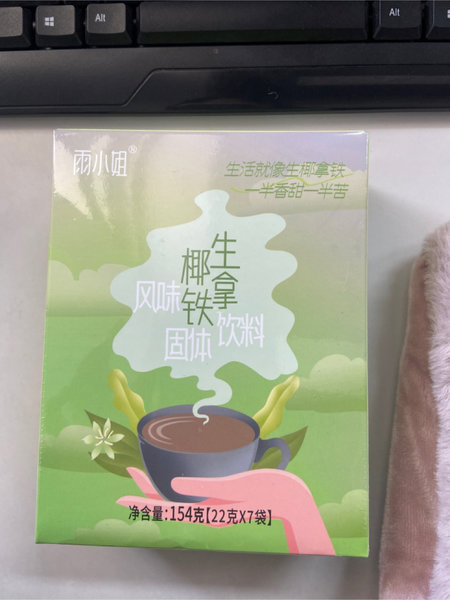 Alt
Alt
雨小姐®
生活就像生椰拿铁
一半香甜一半苦
生椰拿铁
风味
固体
饮料
净含量:154克【22克X7袋】